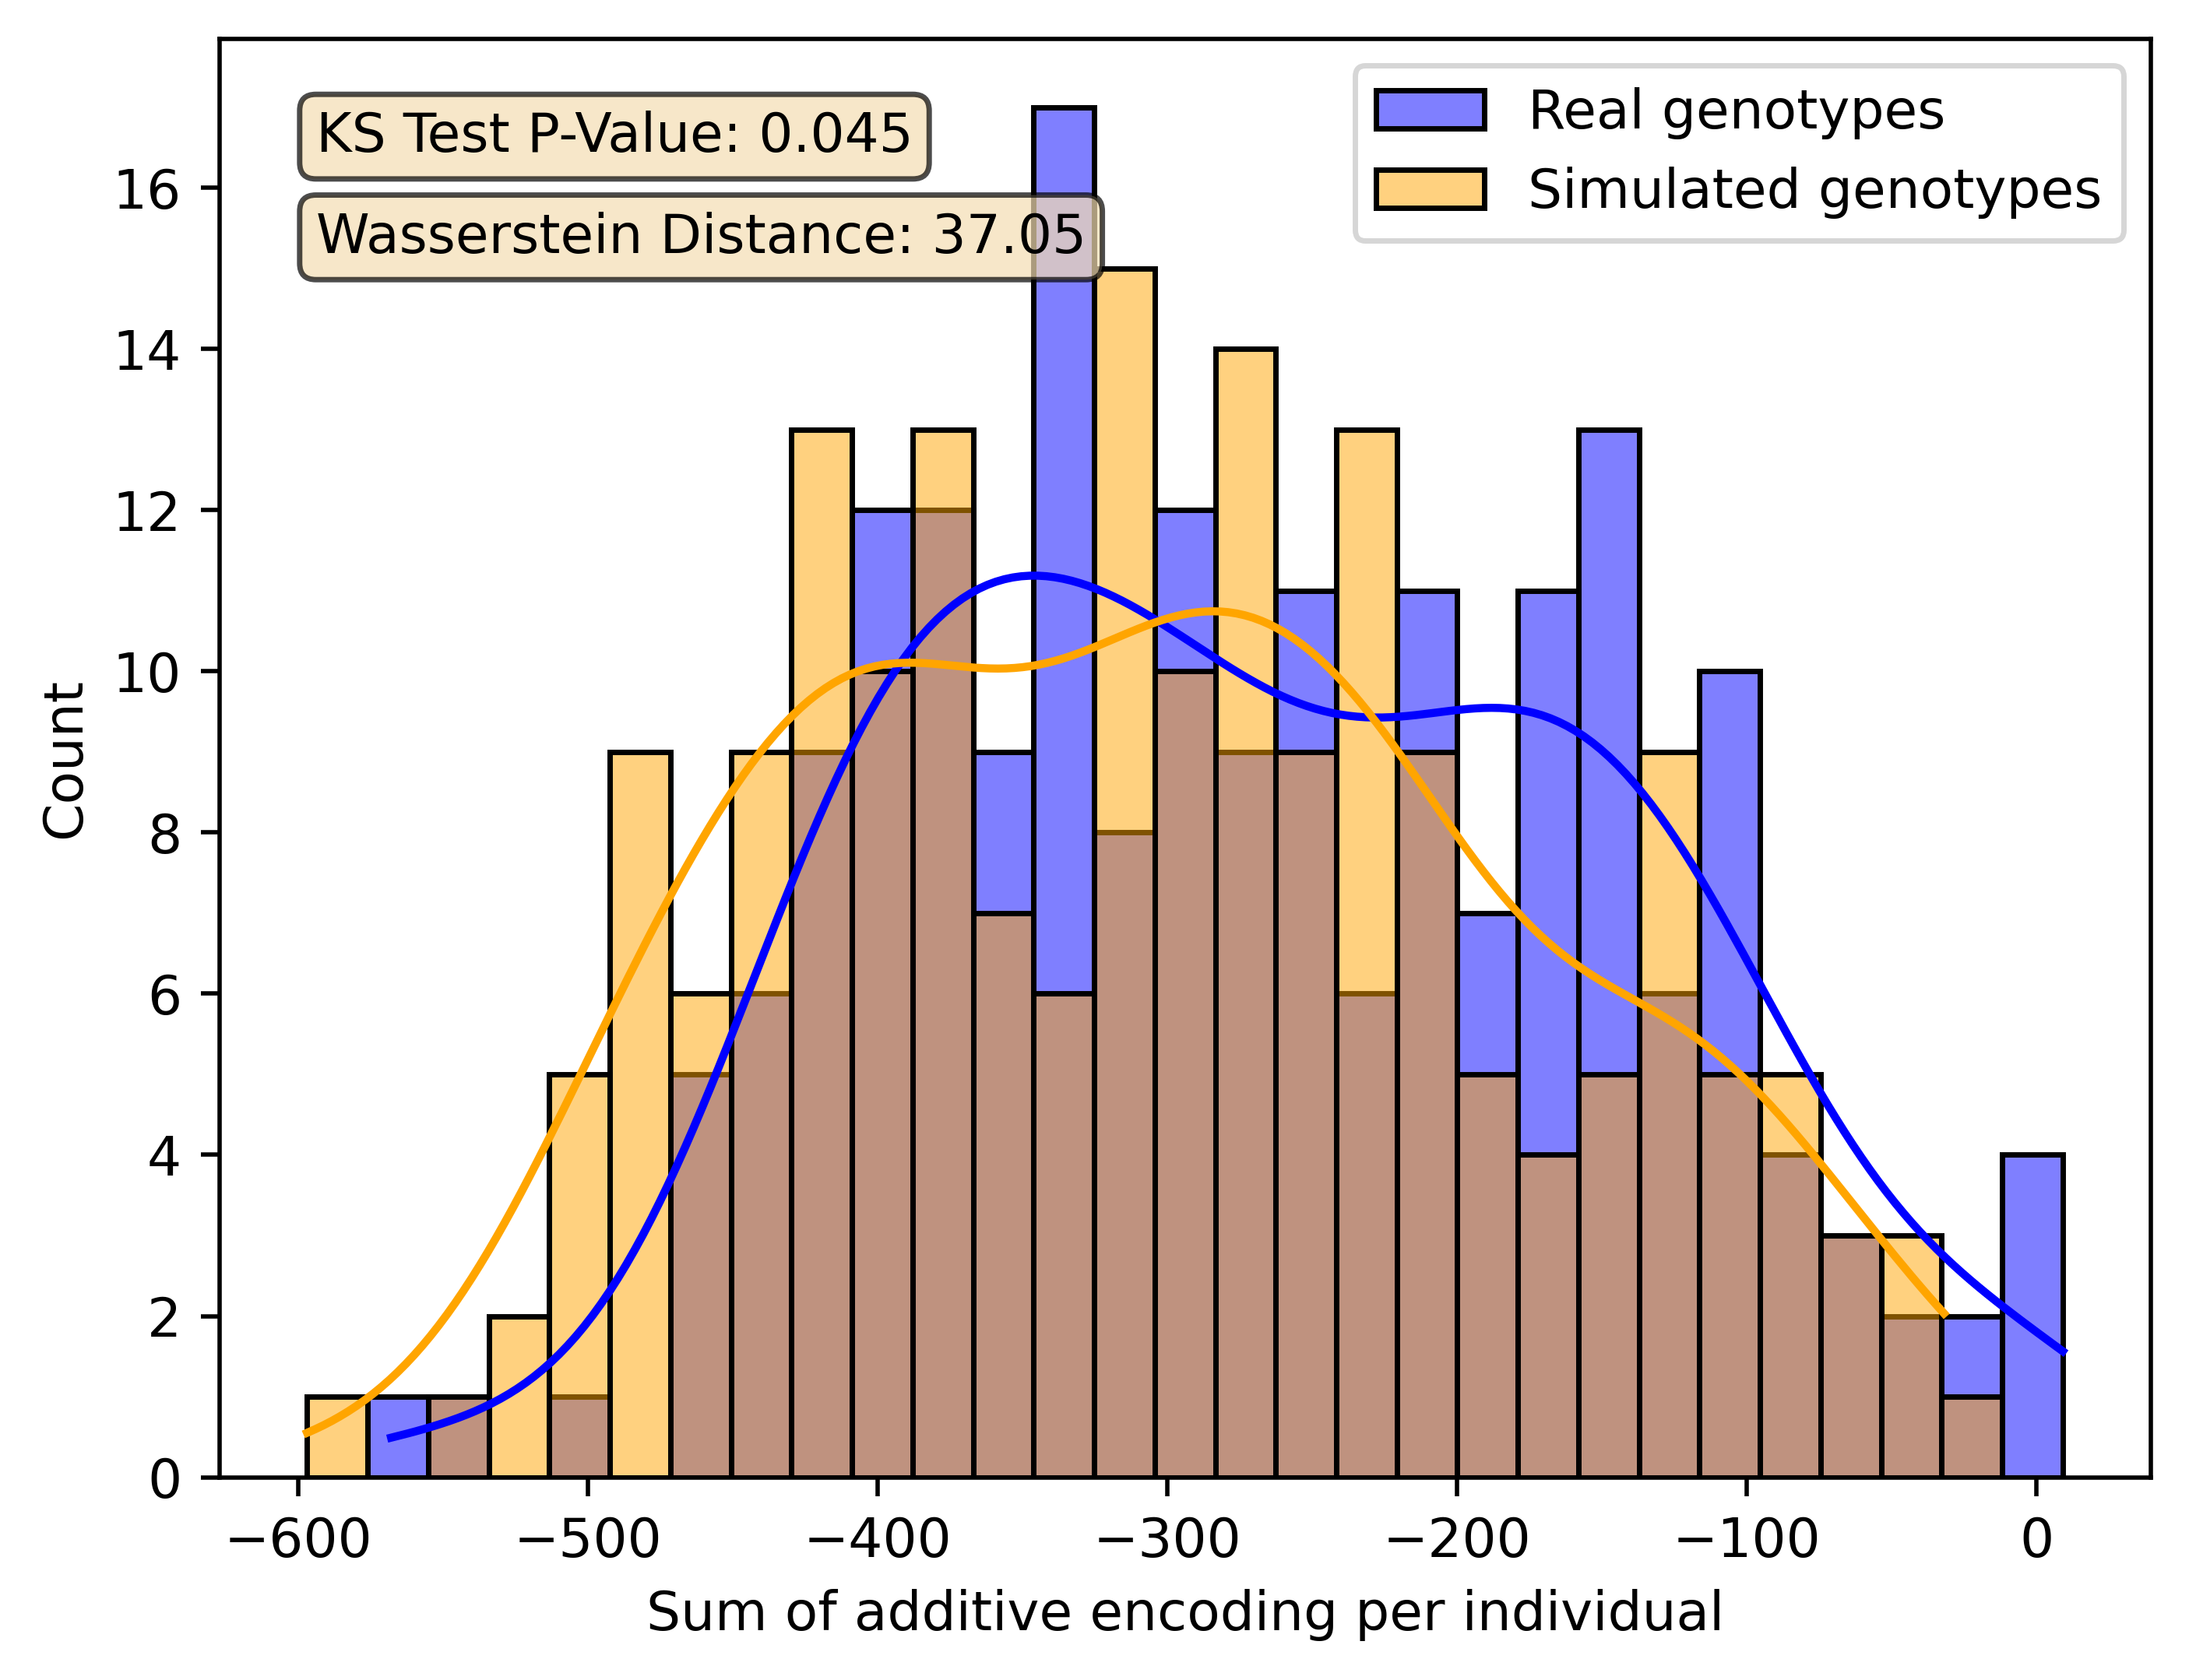 KS Test P-Value: 0.045
Wasserstein Distance: 37.05
Real genotypes
Simulated genotypes
Count
16
14
12
10
8
6
4
2
0
−600 −500 −400 −300 −200 −100 0
Sum of additive encoding per individual